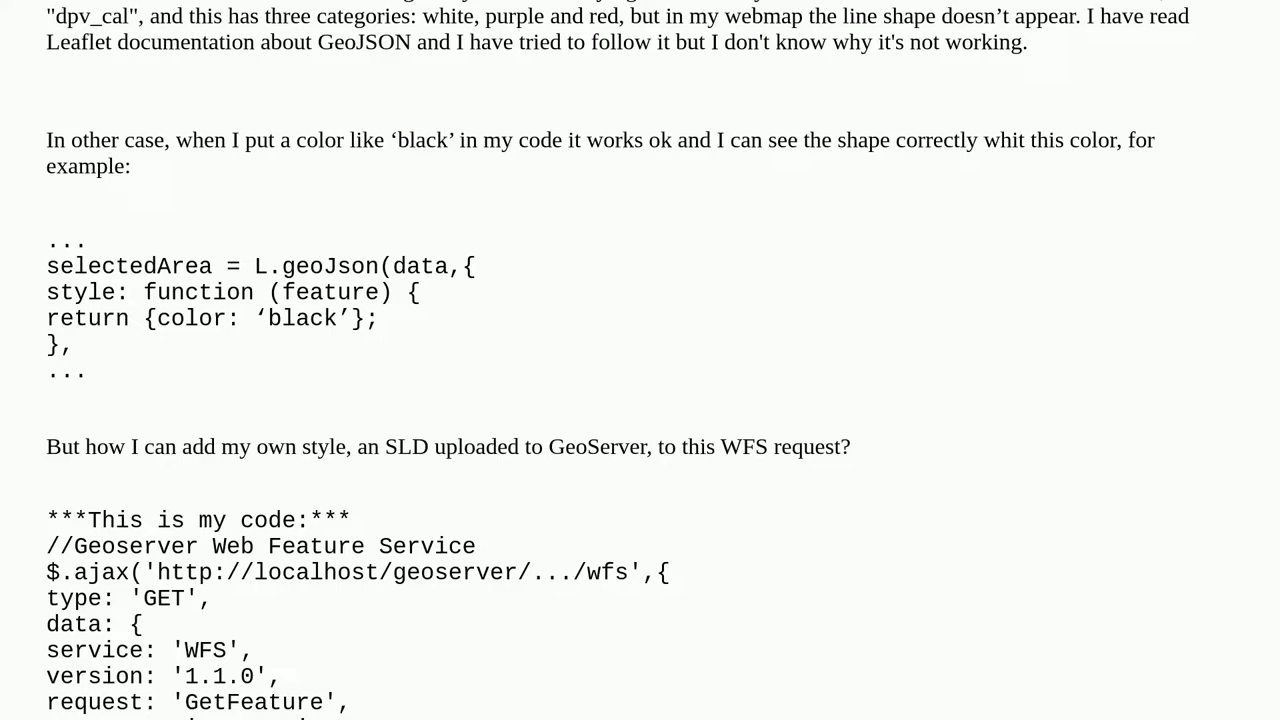 "dpv_cal", and this has three categories: white, purple and red, but in my webmap the line shape doesn’t appear. I have read
Leaflet documentation about GeoJSON and I have tried to follow it but I don't know why it's not working.
In other case, when I put a color like ‘black’ in my code it works ok and I can see the shape correctly whit this color, for
example:
...
selectedArea = L.geoJson(data,{
style: function (feature) {
return {color: ‘black’};
},
...
But how I can add my own style, an SLD uploaded to GeoServer, to this WFS request?
***This is my code:***
//Geoserver Web Feature Service
$.ajax('http://localhost/geoserver/.../wfs',{
type: 'GET',
data: {
service: 'WFS',
version: '1.1.0',
request: 'GetFeature',